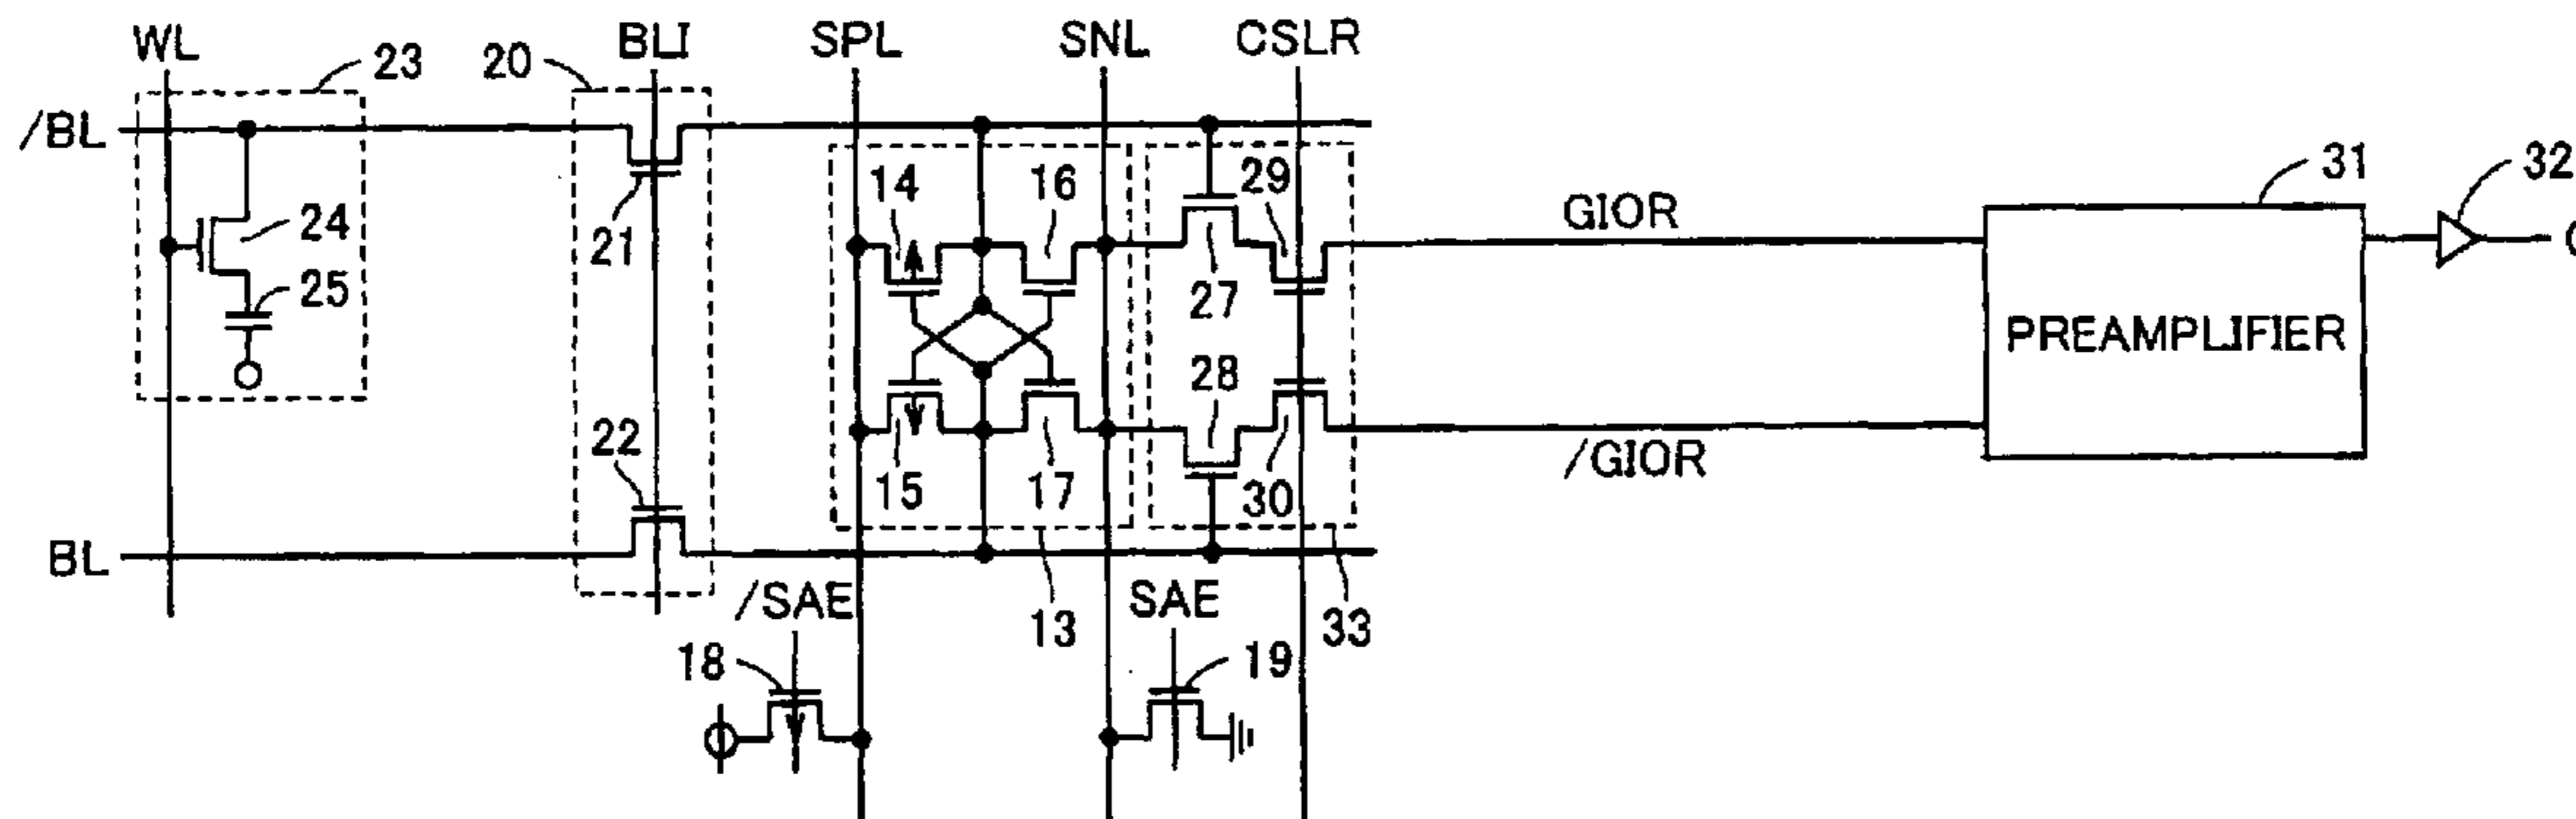 WL
BLI
SPL
SNL
CSLR
23
20
/BL
21
24
25
14
16
29
27
GIOR
31
32
PREAMPLIFIER
28
22
15
17
30
/GIOR
BL
/SAE
13
SAE
33
18
19